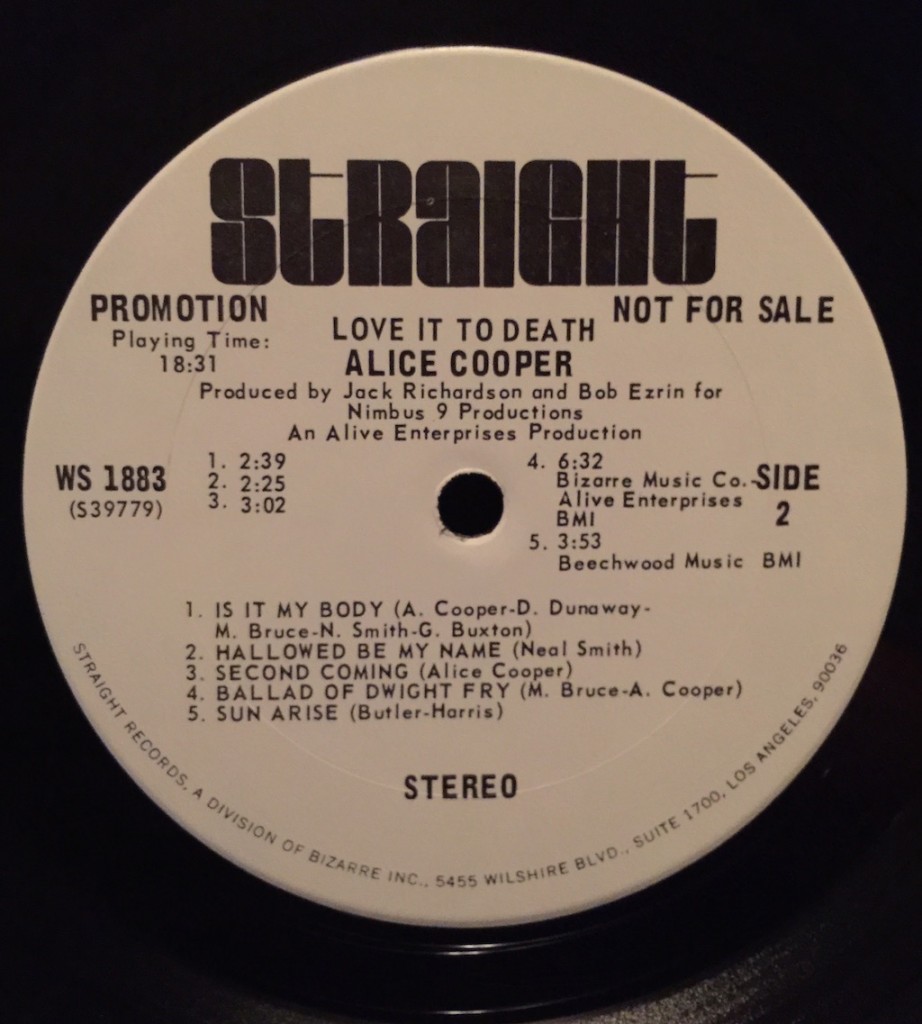 STRAIGHT
PROMOTION
NOT FOR SALE
Playing Time:
18:31
LOVE IT TO DEATH
ALICE COOPER
Produced by Jack Richardson and Bob Ezrin for
Nimbus 9 Productions
An Alive Enterprises Production
WS 1883
(S39779)
1. 2:39
2. 2:25
3. 3:02
4. 6:32
Bizarre Music Co.-
Alive Enterprises
BMI
5. 3:53
Beechwood Music BMI
SIDE
2
1. IS IT MY BODY (A. Cooper-D. Dunaway-
M. Bruce-N. Smith-G. Buxton)
2. HALLOWED BE MY NAME (Neal Smith)
3. SECOND COMING (Alice Cooper)
4. BALLAD OF DWIGHT FRY (M. Bruce-A. Cooper)
5. SUN ARISE (Butler-Harris)
STEREO
STRAIGHT RECORDS, A DIVISION OF BIZARRE INC., 5455 WILSHIRE BLVD., SUITE 1700, LOS ANGELES, 90036